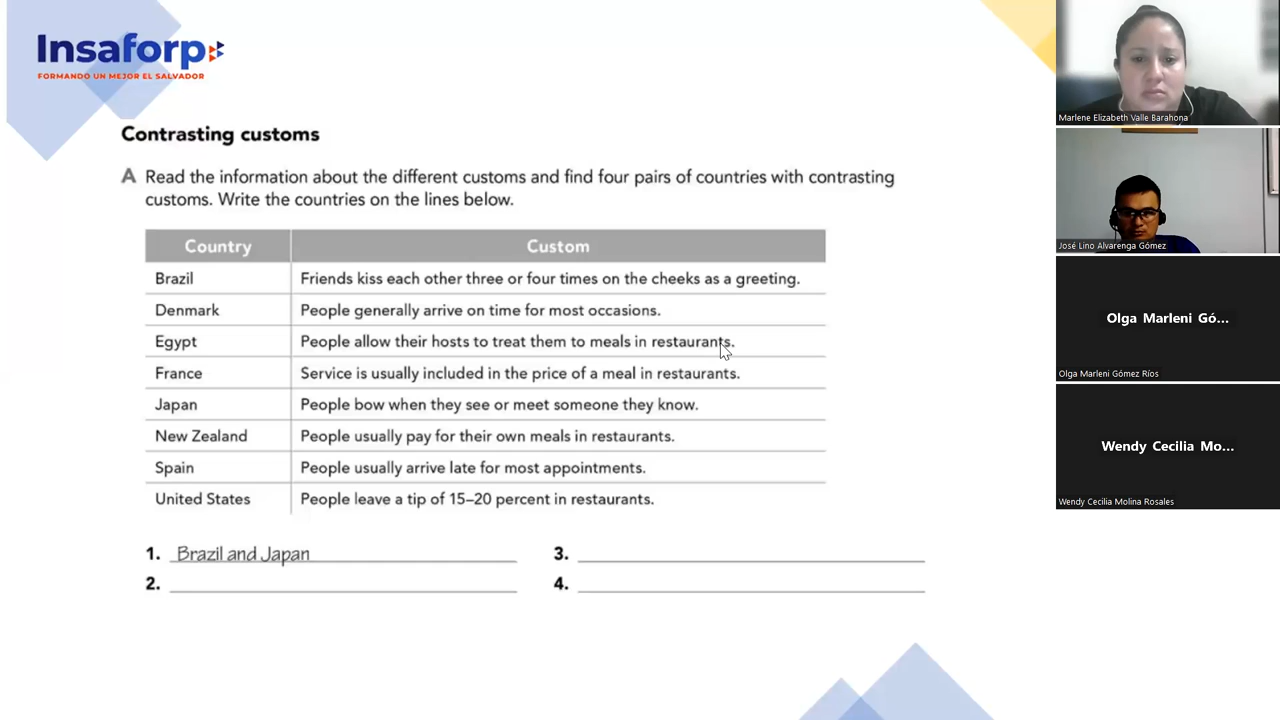 Insaforp
FORMANDO UN MEJOR EL SALVADOR
Contrasting customs
A Read the information about the different customs and find four pairs of countries with contrasting
customs. Write the countries on the lines below.
Country Custom
Brazil Friends kiss each other three or four times on the cheeks as a greeting.
Denmark People generally arrive on time for most occasions.
Egypt People allow their hosts to treat them to meals in restaurants.
France Service is usually included in the price of a meal in restaurants.
Japan People bow when they see or meet someone they know.
New Zealand People usually pay for their own meals in restaurants.
Spain People usually arrive late for most appointments.
United States People leave a tip of 15–20 percent in restaurants.
1. Brazil and Japan
2.
3.
4.
Marlene Elizabeth Valle Barahona
José Lino Alvarenga Gómez
Olga Marleni Gó...
Olga Marleni Gómez Ríos
Wendy Cecilia Mo...
Wendy Cecilia Molina Rosales